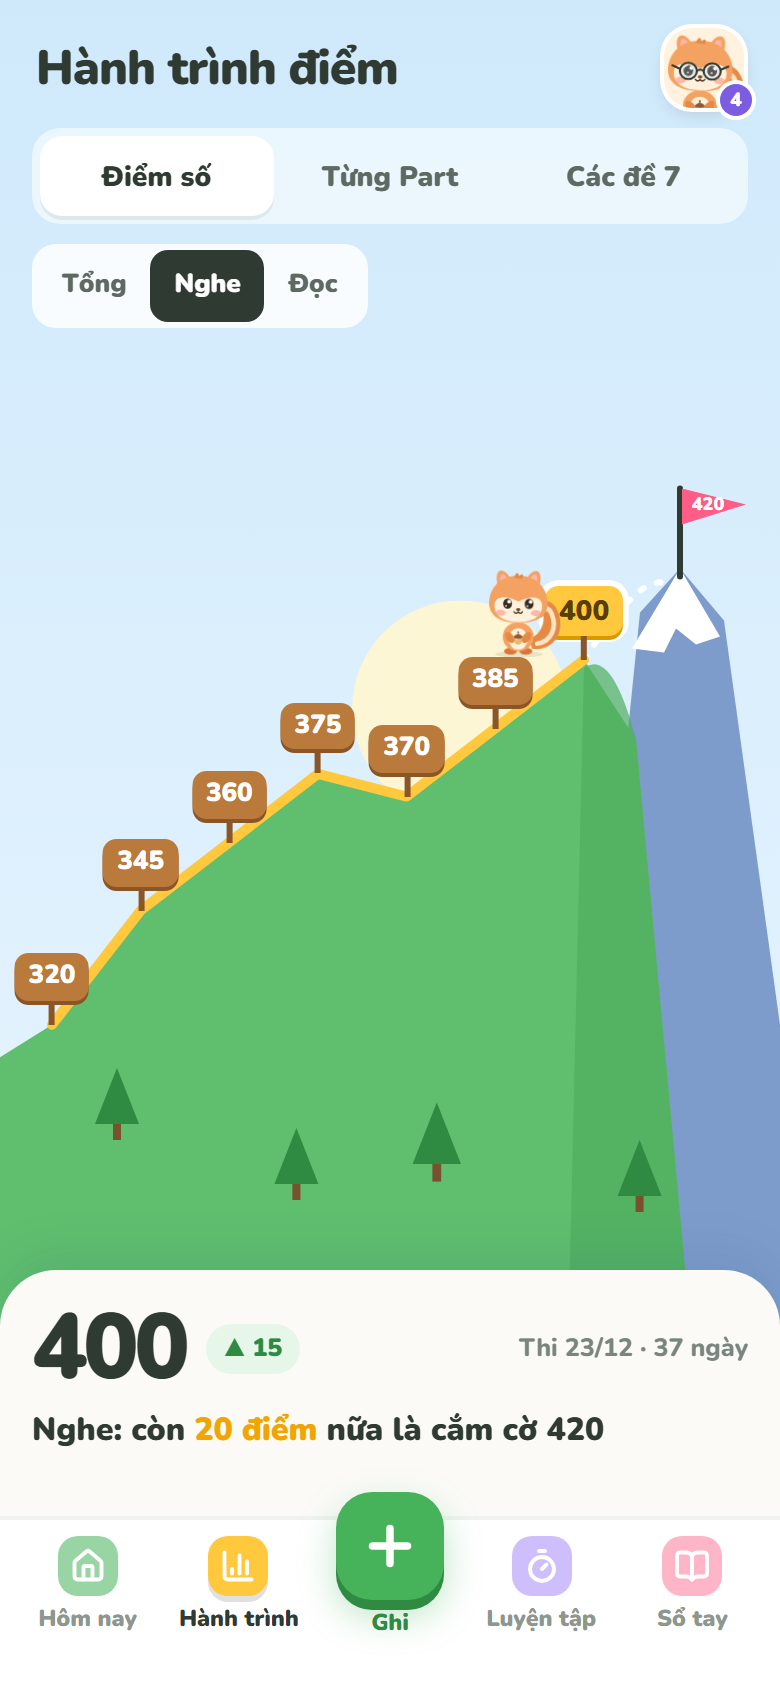 Hành trình điểm
4
Điểm số Từng Part Các đề 7
Tổng Nghe Đọc
420
400
385
375
370
360
345
320
400 ▲ 15 Thi 23/12 · 37 ngày
Nghe: còn 20 điểm nữa là cắm cờ 420
Hôm nay Hành trình Ghi Luyện tập Sổ tay